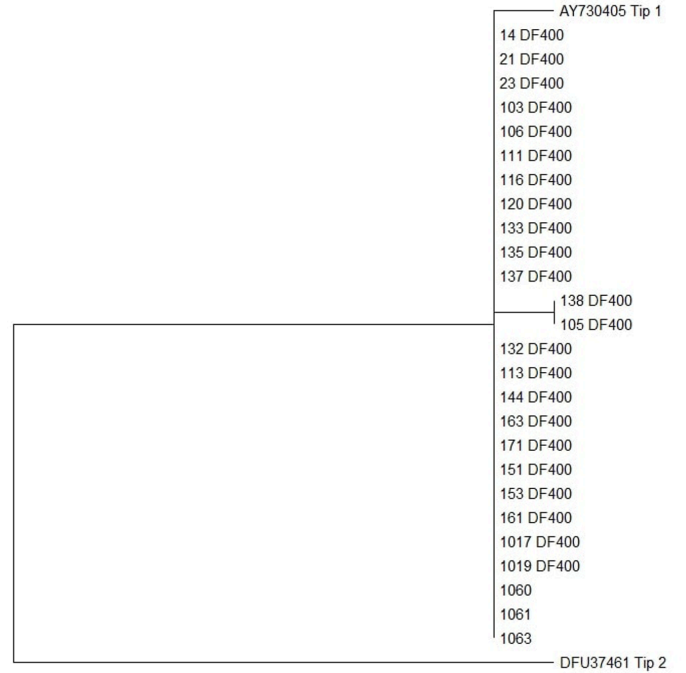 AY730405 Tip 1
14 DF400
21 DF400
23 DF400
103 DF400
106 DF400
111 DF400
116 DF400
120 DF400
133 DF400
135 DF400
137 DF400
138 DF400
105 DF400
132 DF400
113 DF400
144 DF400
163 DF400
171 DF400
151 DF400
153 DF400
161 DF400
1017 DF400
1019 DF400
1060
1061
1063
DFU37461 Tip 2